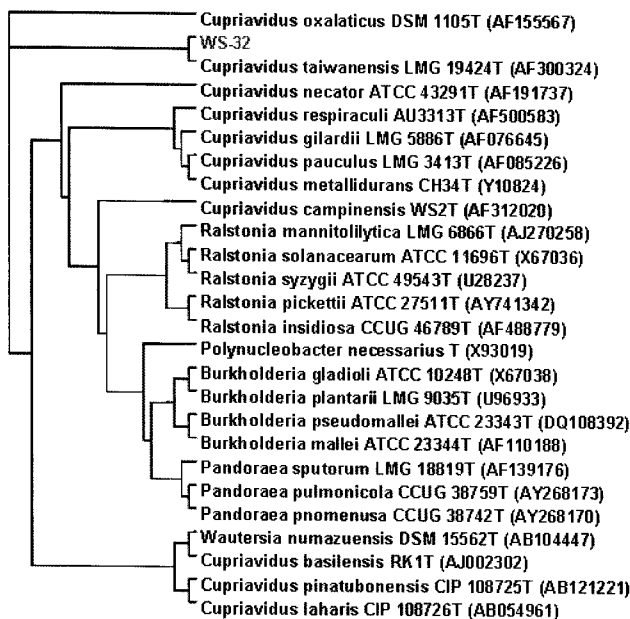 Cupriavidus oxalaticus DSM 1105T (AF155567)
WS-32
Cupriavidus taiwanensis LMG 19424T (AF300324)
Cupriavidus necator ATCC 43291T (AF191737)
Cupriavidus respiraculi AU3313T (AF500583)
Cupriavidus gilardii LMG 5886T (AF076645)
Cupriavidus pauculus LMG 3413T (AF085226)
Cupriavidus metallidurans CH34T (Y10824)
Cupriavidus campinensis WS2T (AF312020)
Ralstonia mannitolilytica LMG 6866T (AJ270258)
Ralstonia solanacearum ATCC 11696T (X67036)
Ralstonia syzygii ATCC 49543T (U28237)
Ralstonia pickettii ATCC 27511T (AY741342)
Ralstonia insidiosa CCUG 46789T (AF488779)
Polynucleobacter necessarius T (X93019)
Burkholderia gladioli ATCC 10248T (X67038)
Burkholderia plantarii LMG 9035T (U96933)
Burkholderia pseudomallei ATCC 23343T (DQ108392)
Burkholderia mallei ATCC 23344T (AF110188)
Pandoraea sputorum LMG 18819T (AF139176)
Pandoraea pulmonicola CCUG 38759T (AY268173)
Pandoraea pnomenusa CCUG 38742T (AY268170)
Wautersia numazuensis DSM 15562T (AB104447)
Cupriavidus basilensis RK1T (AJ002302)
Cupriavidus pinatubonensis CIP 108725T (AB121221)
Cupriavidus laharis CIP 108726T (AB054961)